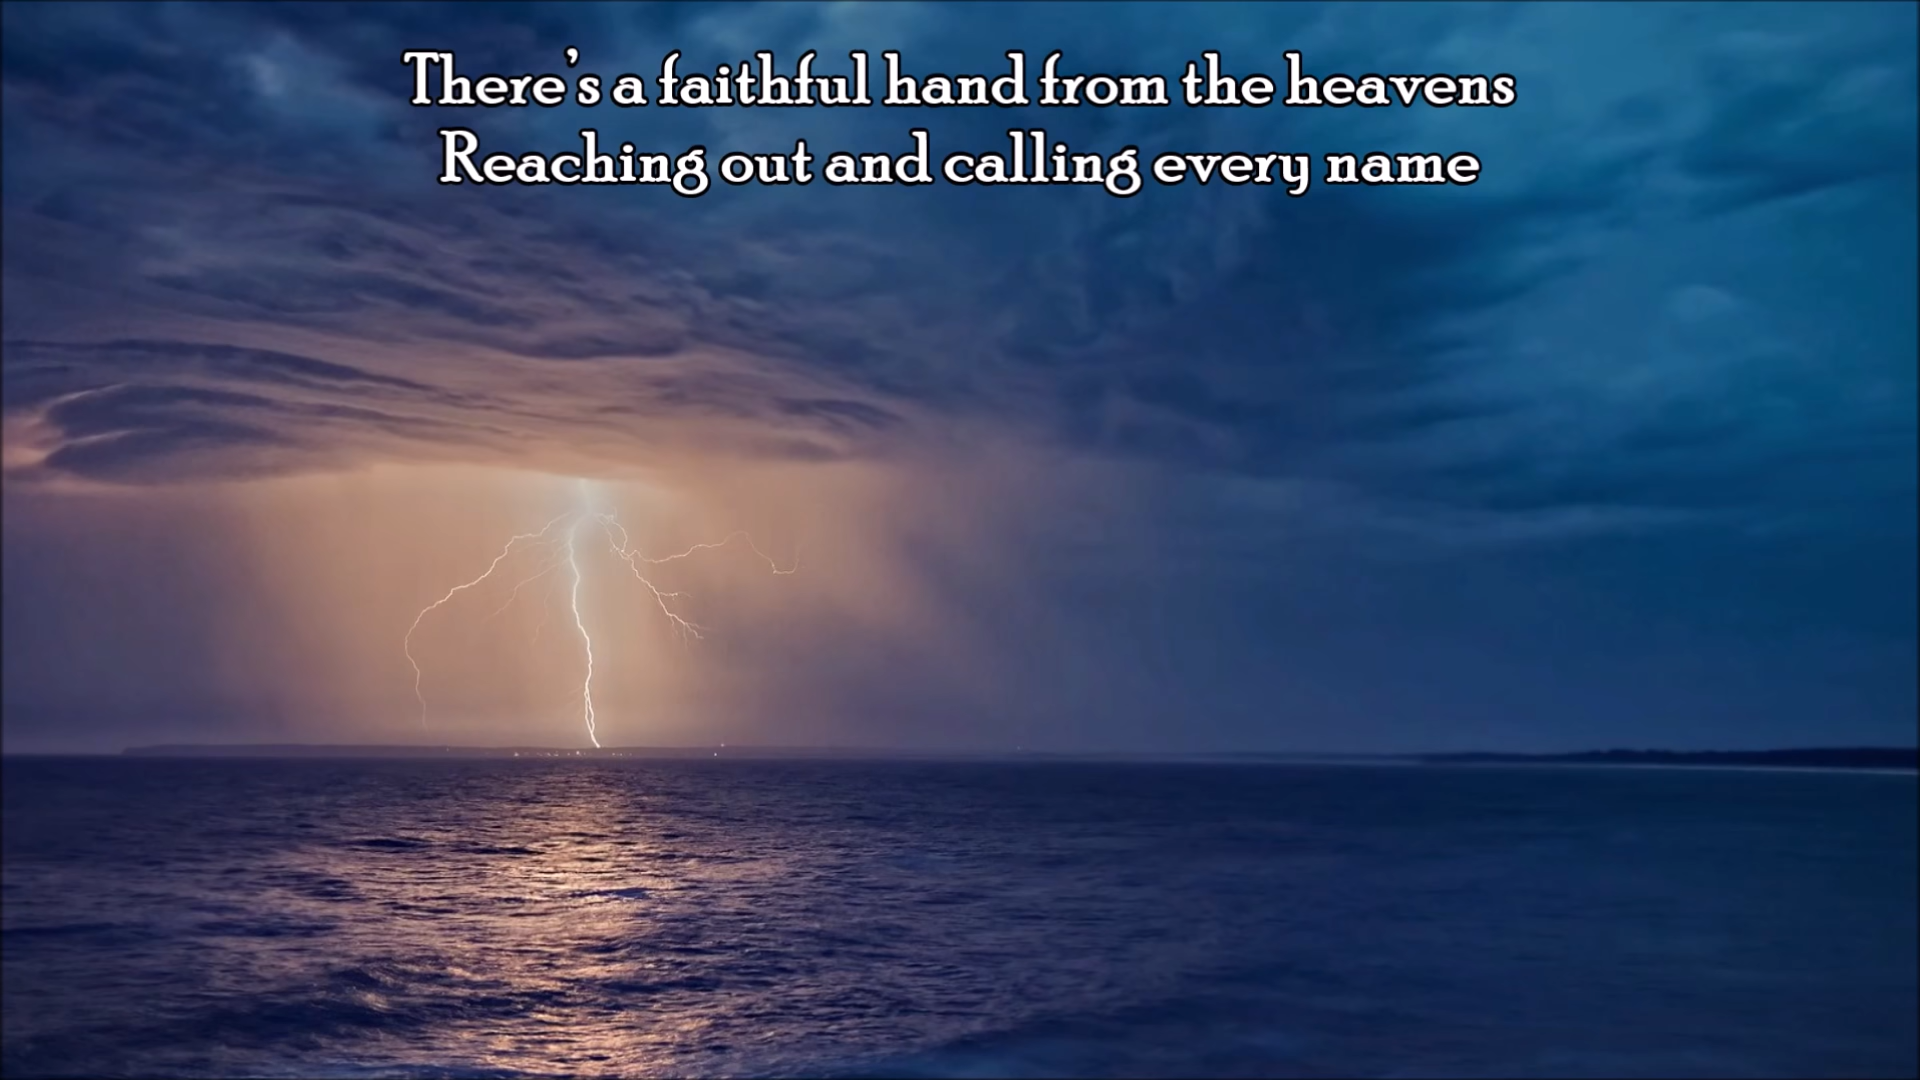 There's a faithful hand from the heavens
Reaching out and calling every name